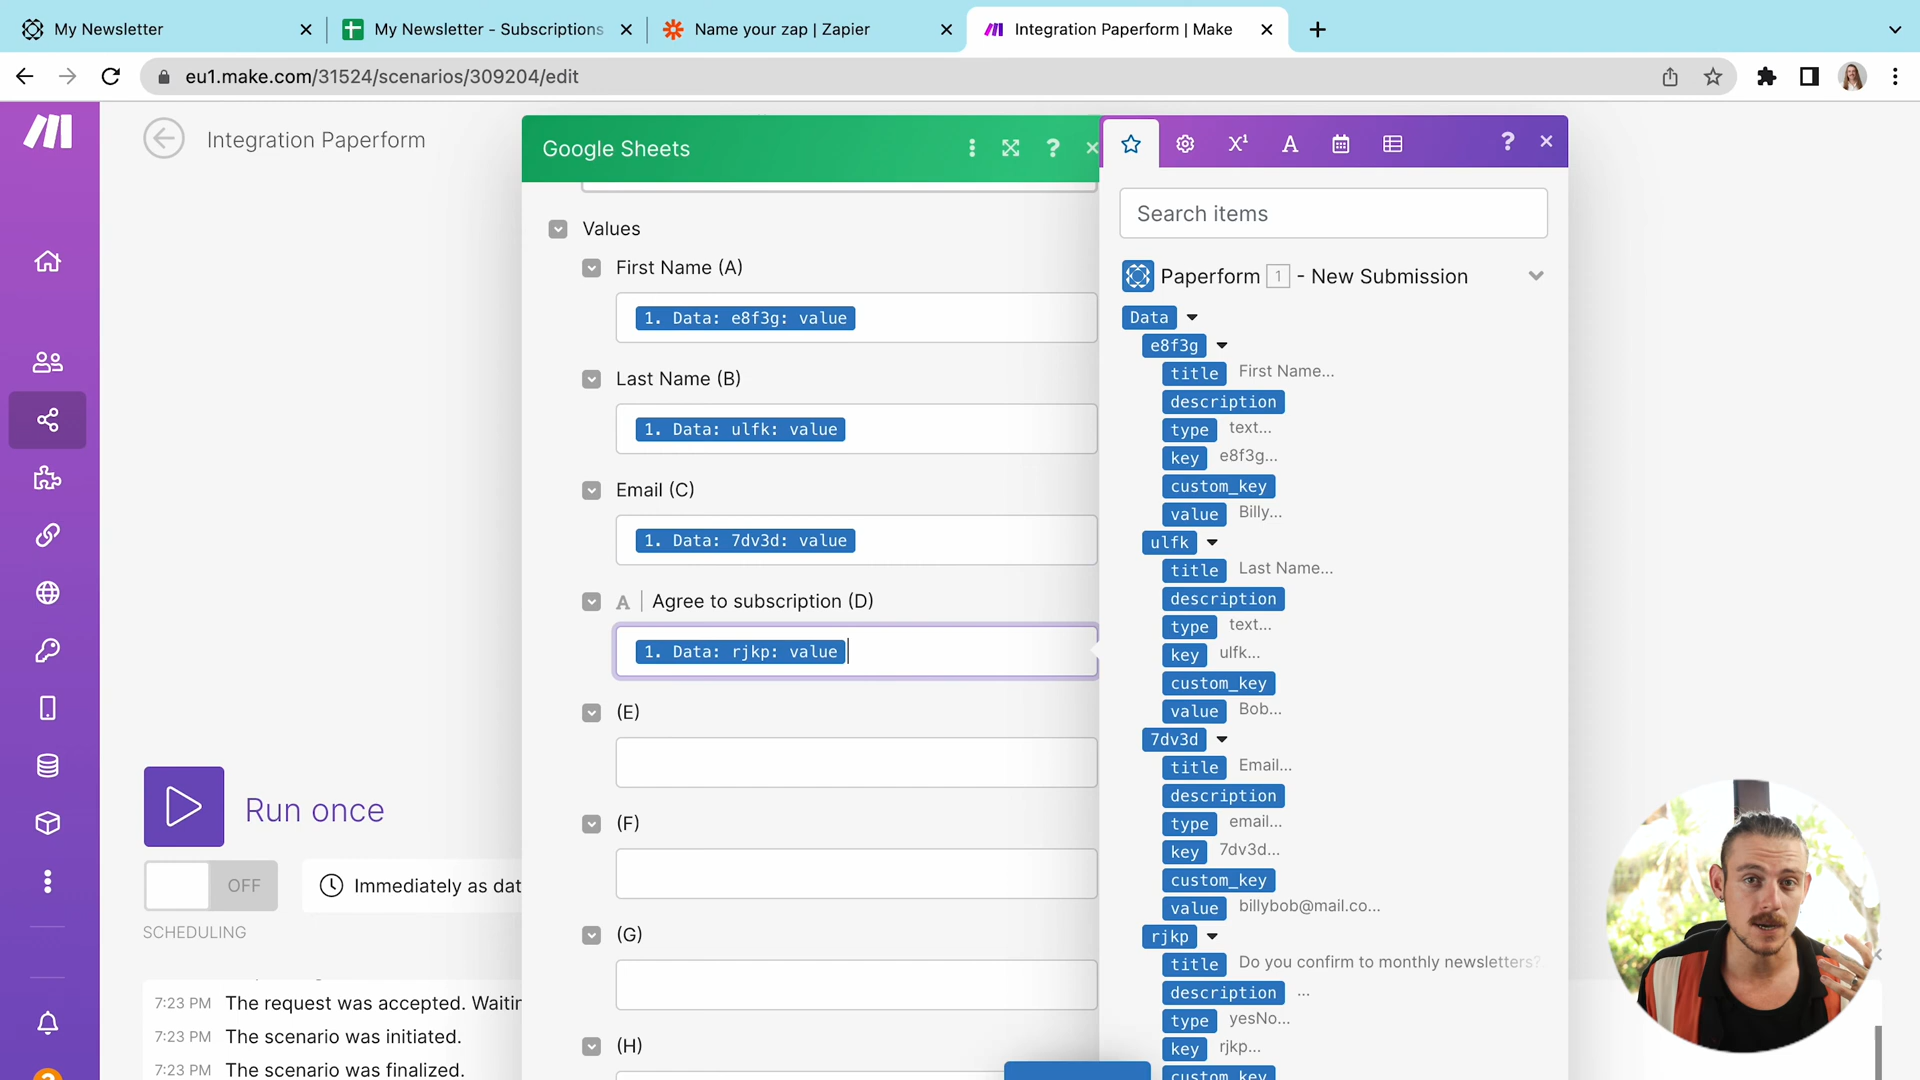 My Newsletter
My Newsletter - Subscriptions
Name your zap | Zapier
Integration Paperform | Make
eu1.make.com/31524/scenarios/309204/edit
Integration Paperform
Google Sheets
?
?
Search items
Values
Paperform 1 - New Submission
First Name (A)
1. Data: e8f3g: value
Last Name (B)
1. Data: ulfk: value
Email (C)
1. Data: 7dv3d: value
A | Agree to subscription (D)
1. Data: rjkp: value
(E)
(F)
(G)
(H)
Data
e8f3g
title First Name...
description
type text...
key e8f3g...
custom_key
value Billy...
ulfk
title Last Name...
description
type text...
key ulfk...
custom_key
value Bob...
7dv3d
title Email...
description
type email...
key 7dv3d...
custom_key
value billybob@mail.co...
rjkp
title Do you confirm to monthly newsletters?
description ...
type yesNo...
key rjkp...
custom_key
Run once
OFF
Immediately as dat
SCHEDULING
7:23 PM The request was accepted. Waitin
7:23 PM The scenario was initiated.
7:23 PM The scenario was finalized.